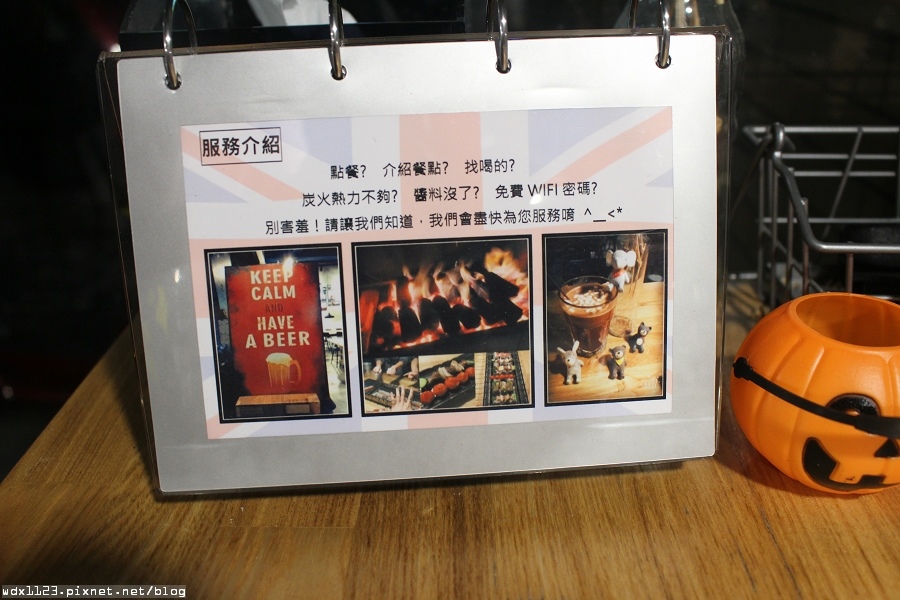 服務介紹
點餐? 介紹餐點? 找喝的?
炭火熱力不夠? 醬料沒了? 免費 WIFI 密碼?
別害羞！請讓我們知道，我們會盡快為您服務唷 ^__<*
KEEP
CALM
AND
HAVE
A BEER
wdx1123.pixnet.net/blog